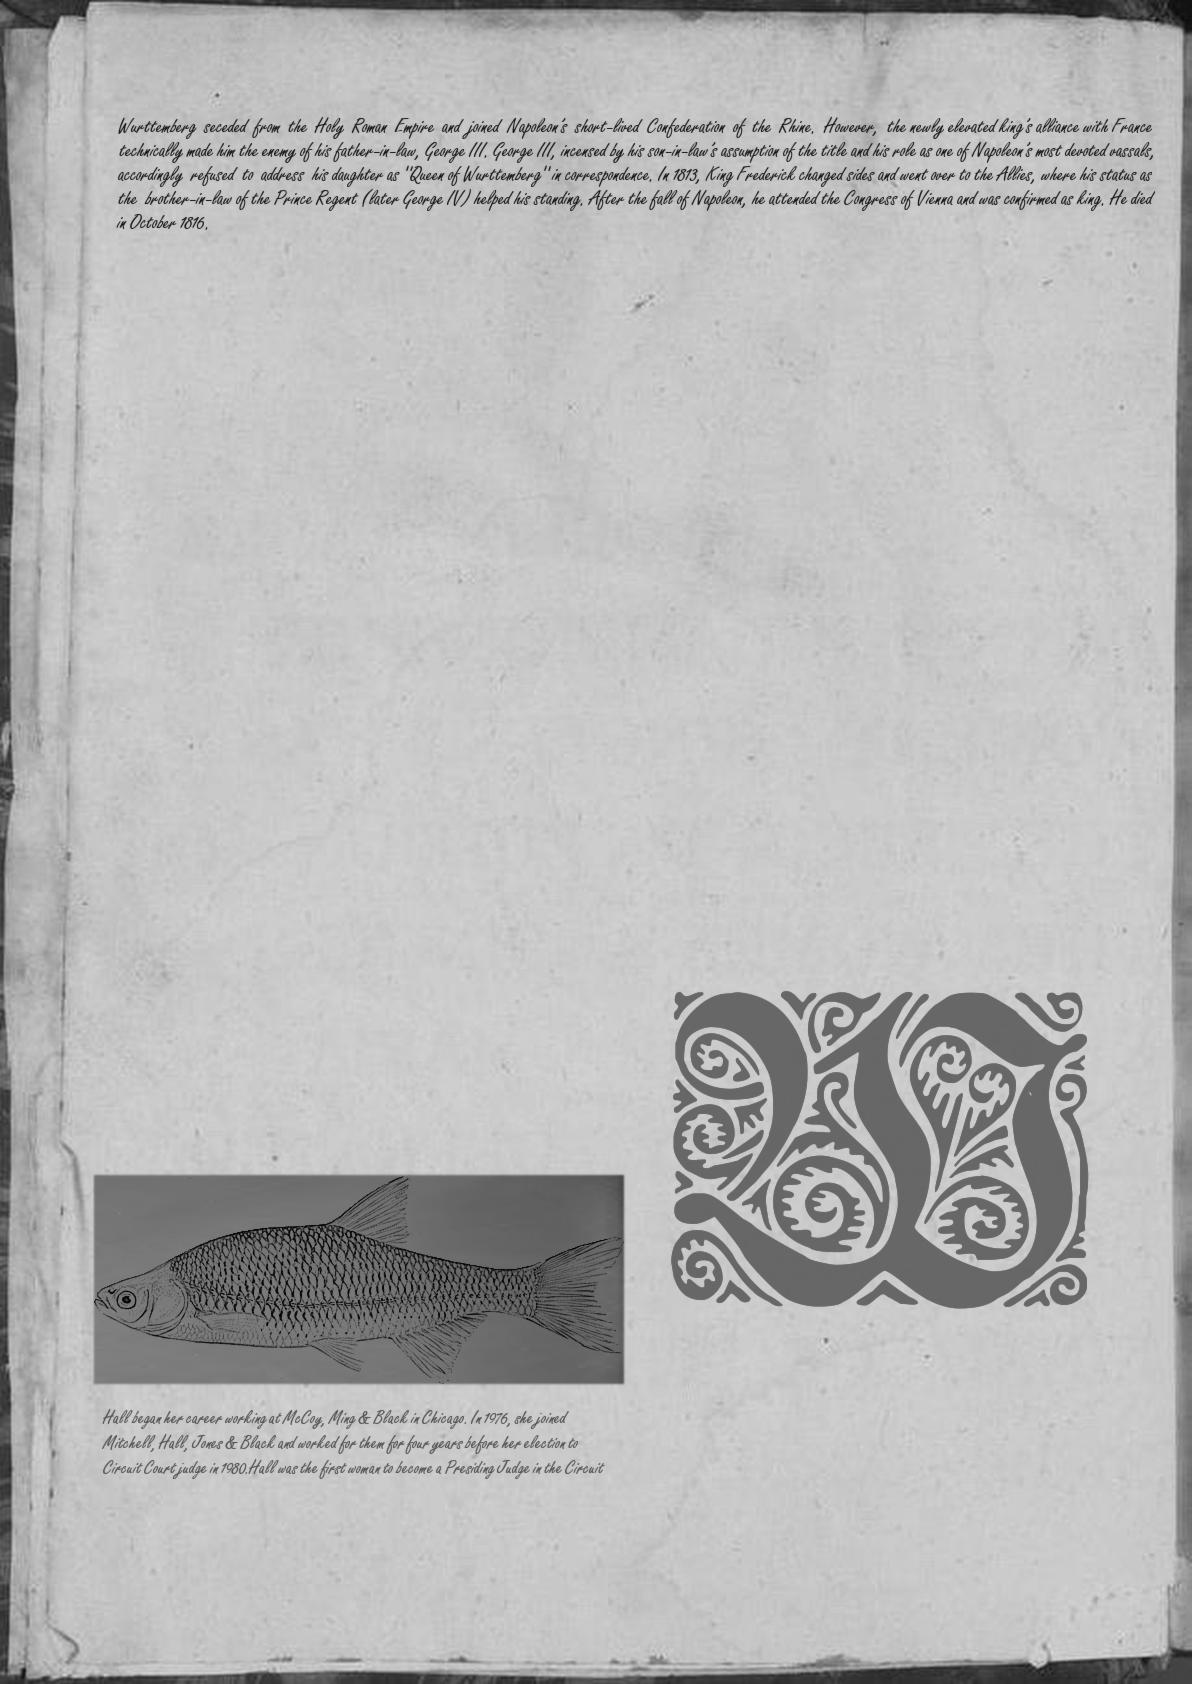 Wurttemberg seceded from the Holy Roman Empire and joined Napoleon's short-lived Confederation of the Rhine. However, the newly elevated king's alliance with France
technically made him the enemy of his father-in-law, George III. George III, incensed by his son-in-law's assumption of the title and his role as one of Napoleon's most devoted vassals,
accordingly refused to address his daughter as "Queen of Wurttemberg" in correspondence. In 1813, King Frederick changed sides and went over to the Allies, where his status as
the brother-in-law of the Prince Regent (later George IV) helped his standing. After the fall of Napoleon, he attended the Congress of Vienna and was confirmed as king. He died
in October 1816.
W
Hall began her career working at McCoy, Ming & Black in Chicago. In 1976, she joined
Mitchell, Hall, Jones & Black and worked for them for four years before her election to
Circuit Court judge in 1980.Hall was the first woman to become a Presiding Judge in the Circuit